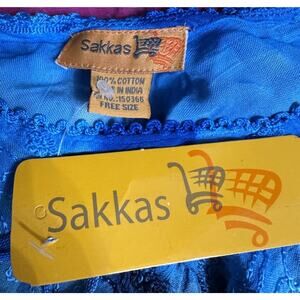 Sakkas
100% COTTON
IN INDIA
NO.:150366
FREE SIZE
Sakkas